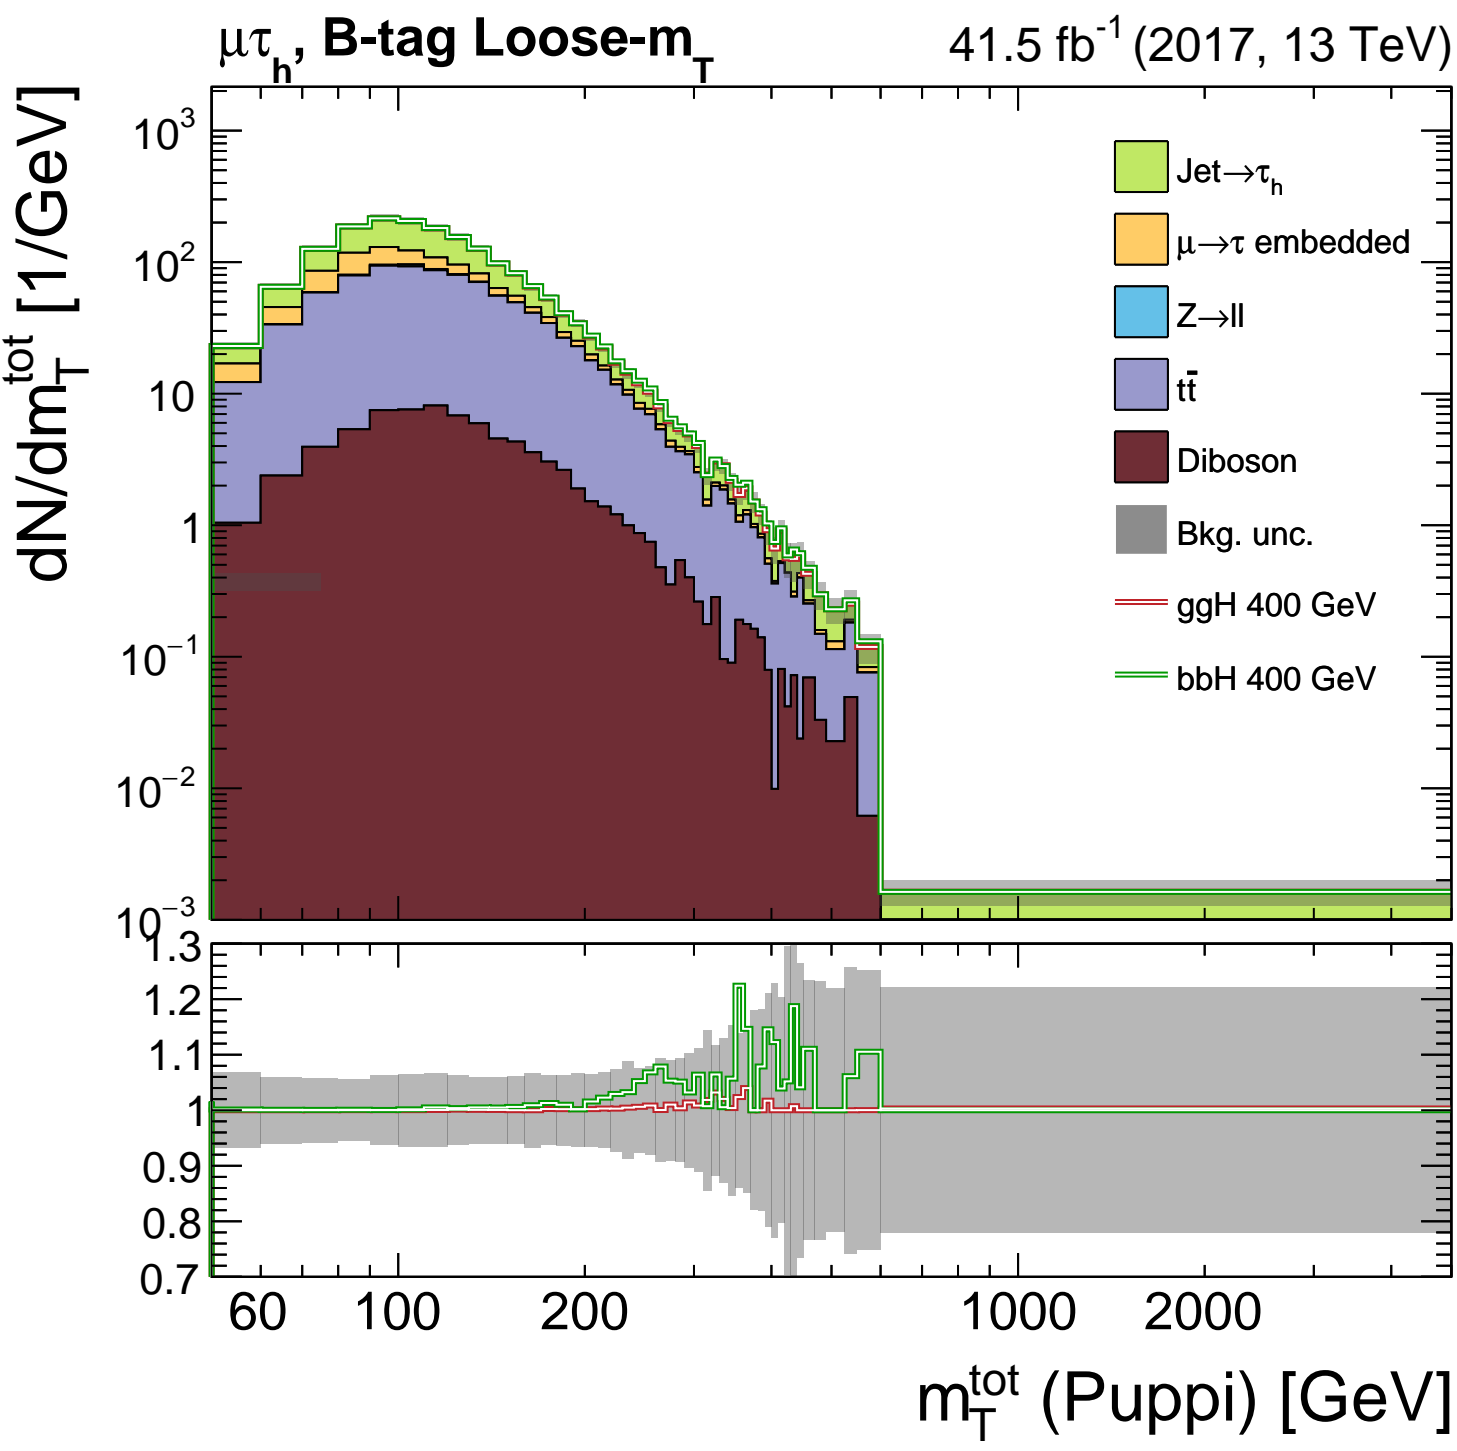 μτh, B-tag Loose-mT
41.5 fb-1 (2017, 13 TeV)
dN/dmTtot [1/GeV]
10³
10²
10
1
10−1
10−2
10−3
Jet→τh
μ→τ embedded
Z→ll
tt̄
Diboson
Bkg. unc.
ggH 400 GeV
bbH 400 GeV
1.3
1.2
1.1
1
0.9
0.8
0.7
60 100 200 1000 2000
mTtot (Puppi) [GeV]